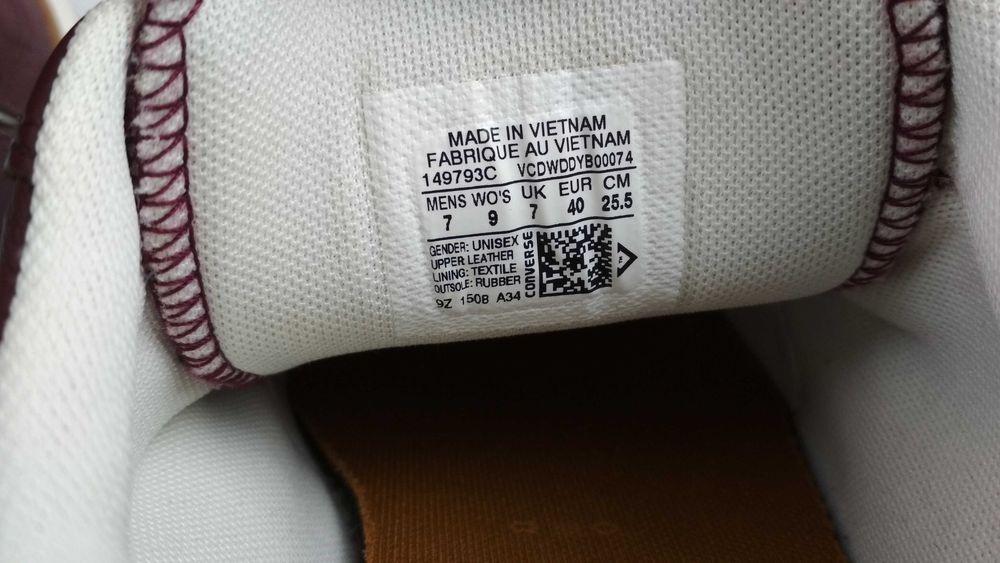 MADE IN VIETNAM
FABRIQUE AU VIETNAM
149793C VCDWDDYB00074
MENS WO'S UK EUR CM
7 9 7 40 25.5
GENDER: UNISEX
UPPER LEATHER
LINING: TEXTILE
OUTSOLE: RUBBER
CONVERSE
9Z 1508 A34